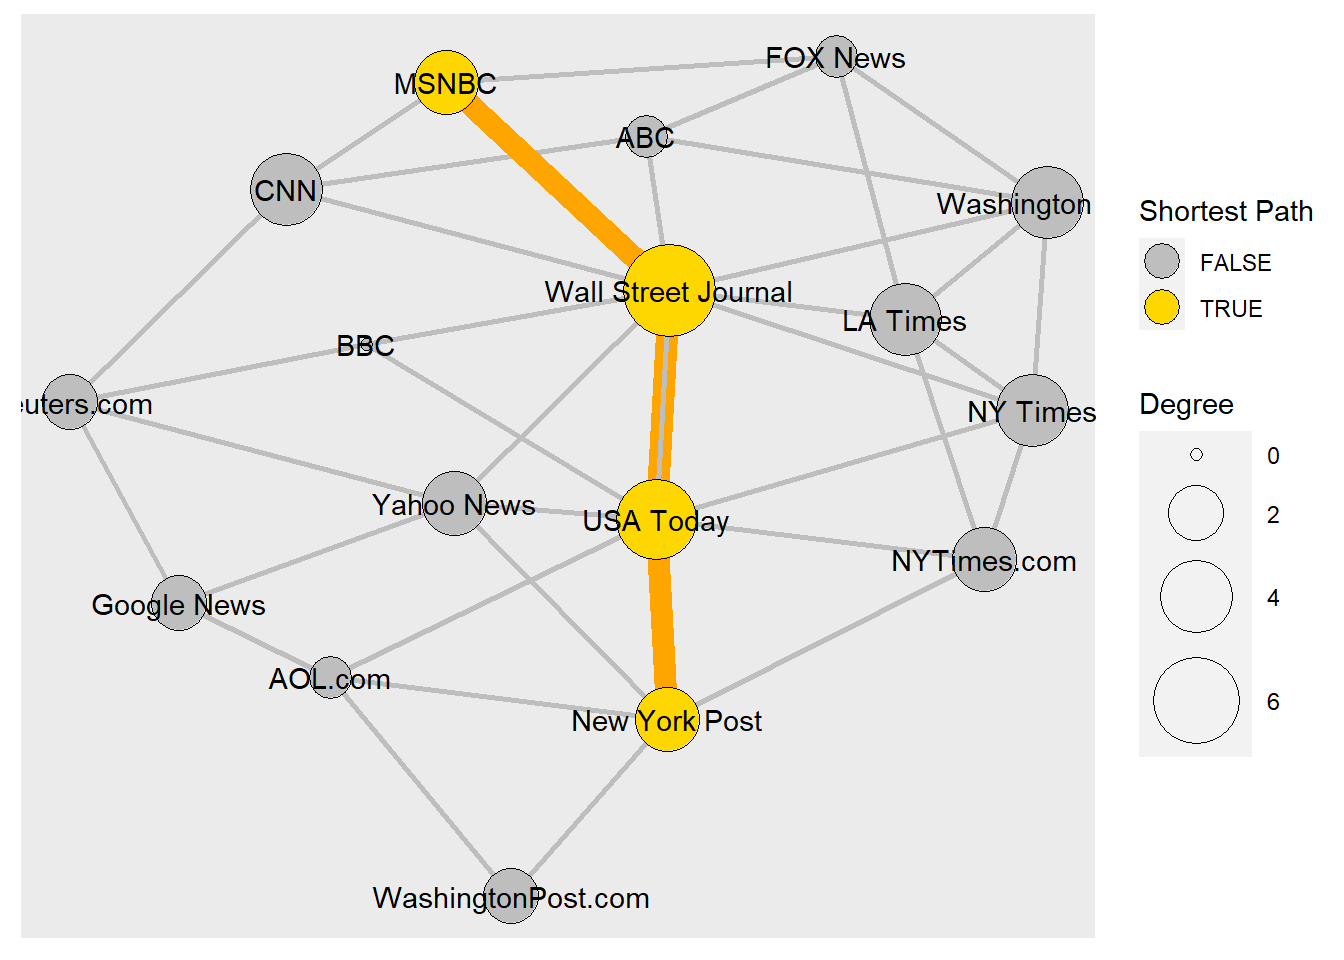 FOX News
MSNBC
ABC
CNN
Washington
Wall Street Journal
LA Times
BBC
euters.com
NY Times
Yahoo News
USA Today
NYTimes.com
Google News
AOL.com
New York Post
WashingtonPost.com
Shortest Path
FALSE
TRUE
Degree
0
2
4
6